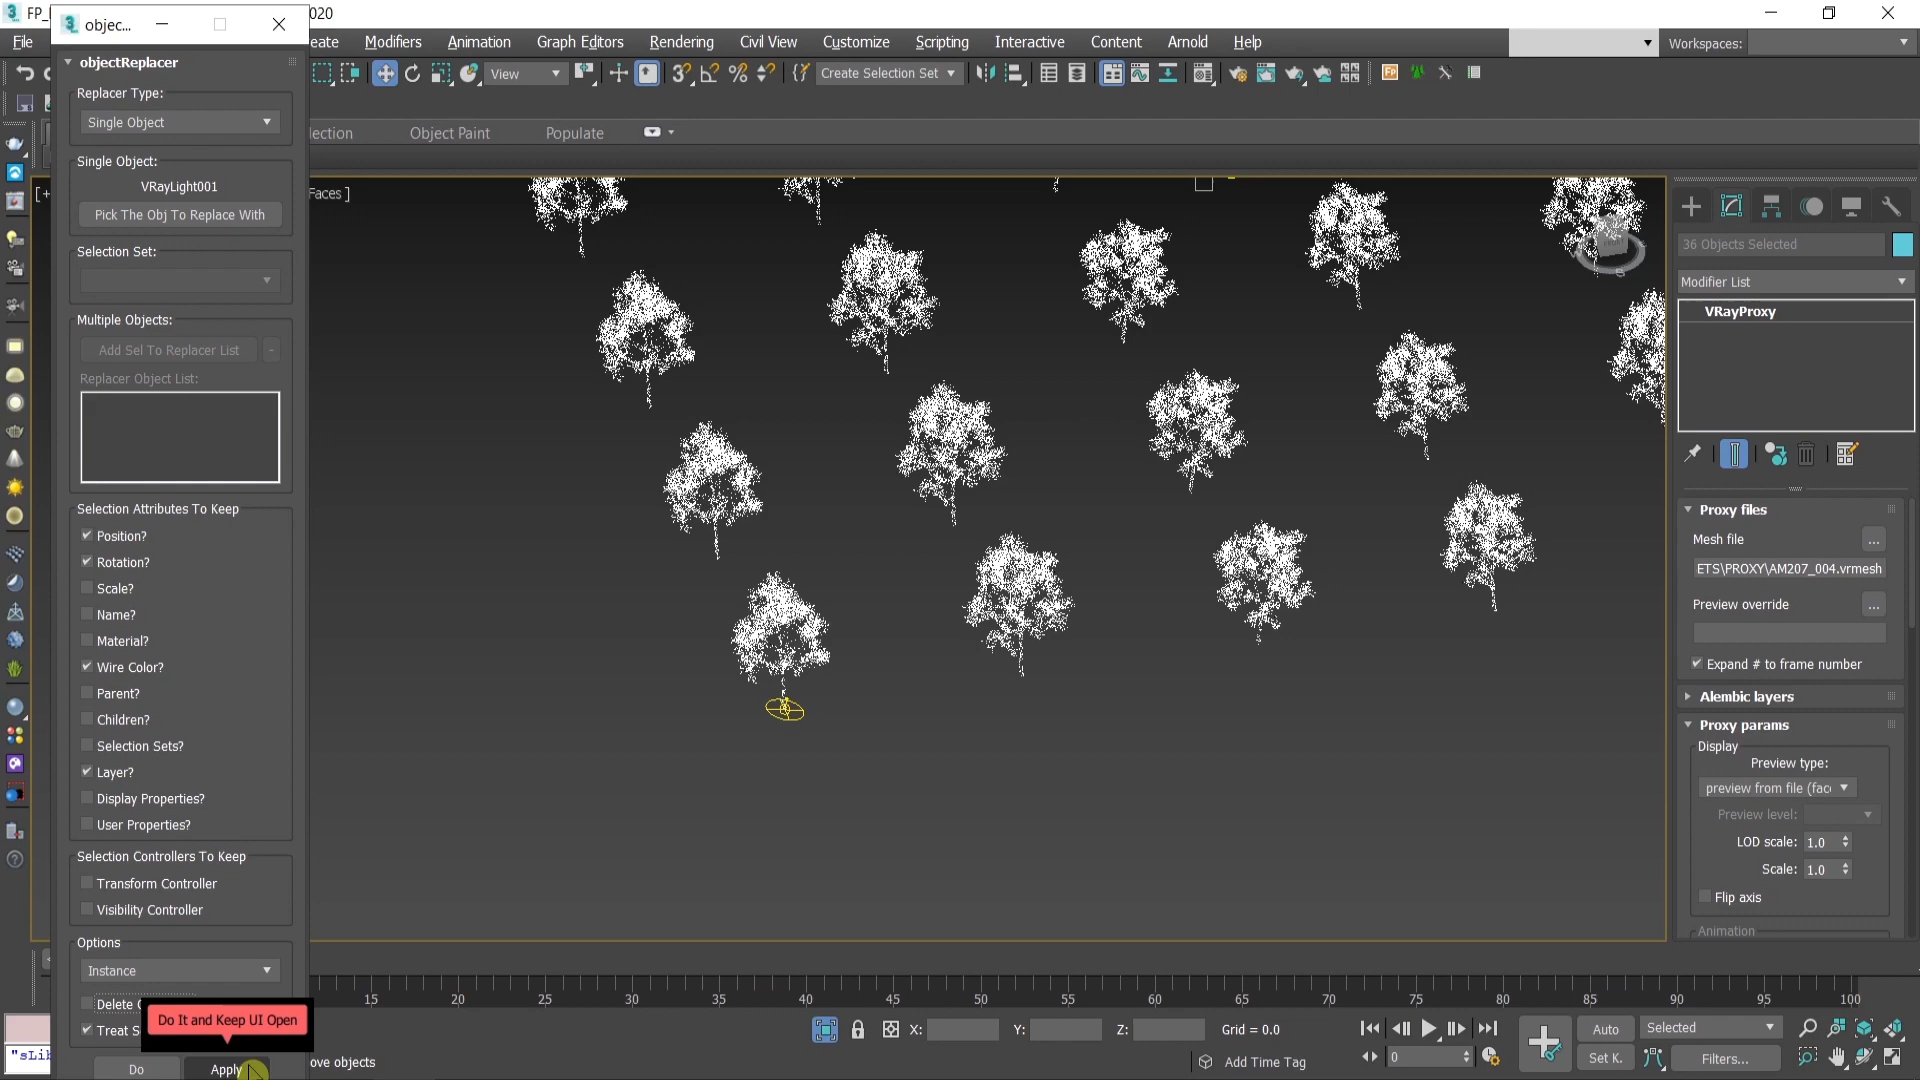 FP_
020
objec...
File
eate
Modifiers
Animation
Graph Editors
Rendering
Civil View
Customize
Scripting
Interactive
Content
Arnold
Help
Workspaces:
View
Create Selection Set
lection
Object Paint
Populate
objectReplacer
Replacer Type:
Single Object
Single Object:
VRayLight001
Pick The Obj To Replace With
Selection Set:
Multiple Objects:
Add Sel To Replacer List
-
Replacer Object List:
Selection Attributes To Keep
Position?
Rotation?
Scale?
Name?
Material?
Wire Color?
Parent?
Children?
Selection Sets?
Layer?
Display Properties?
User Properties?
Selection Controllers To Keep
Transform Controller
Visibility Controller
Options
Instance
Delete
Treat S
Do It and Keep UI Open
Do
Apply
"sLib
ove objects
[+
Faces ]
36 Objects Selected
Modifier List
VRayProxy
Proxy files
Mesh file
...
ETS\PROXY\AM207_004.vrmesh
Preview override
...
Expand # to frame number
Alembic layers
Proxy params
Display
Preview type:
preview from file (fac
Preview level:
LOD scale: 1.0
Scale: 1.0
Flip axis
Animation
15 20 25 30 35 40 45 50 55 60 65 70 75 80 85 90 95 100
X:
Y:
Z:
Grid = 0.0
Add Time Tag
0
Auto
Selected
Set K.
Filters...